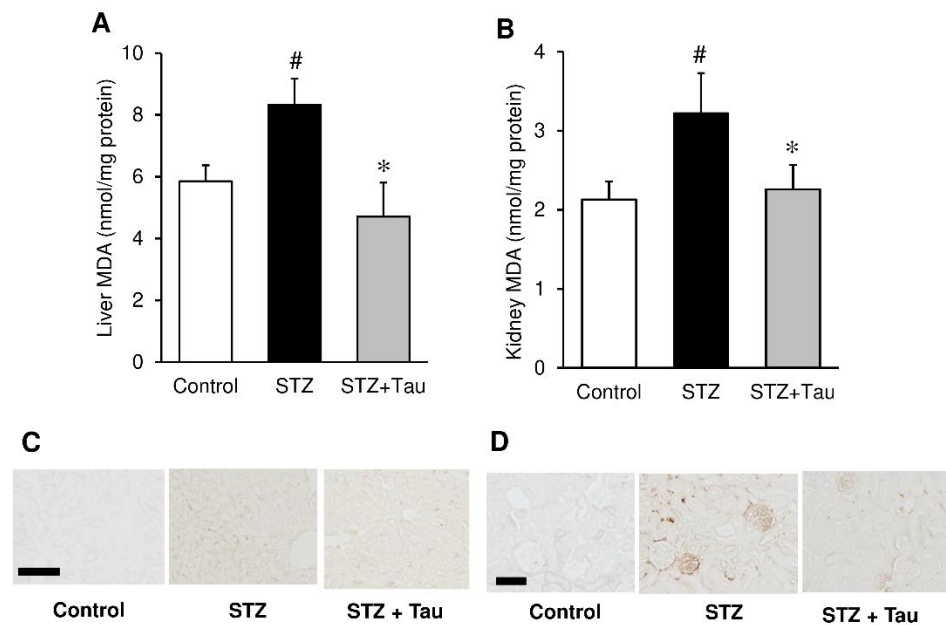 A
Liver MDA (nmol/mg protein)
10
8
6
4
2
0
#
*
Control STZ STZ+Tau
B
Kidney MDA (nmol/mg protein)
4
3
2
1
0
#
*
Control STZ STZ+Tau
C
Control STZ STZ + Tau
D
Control STZ STZ + Tau